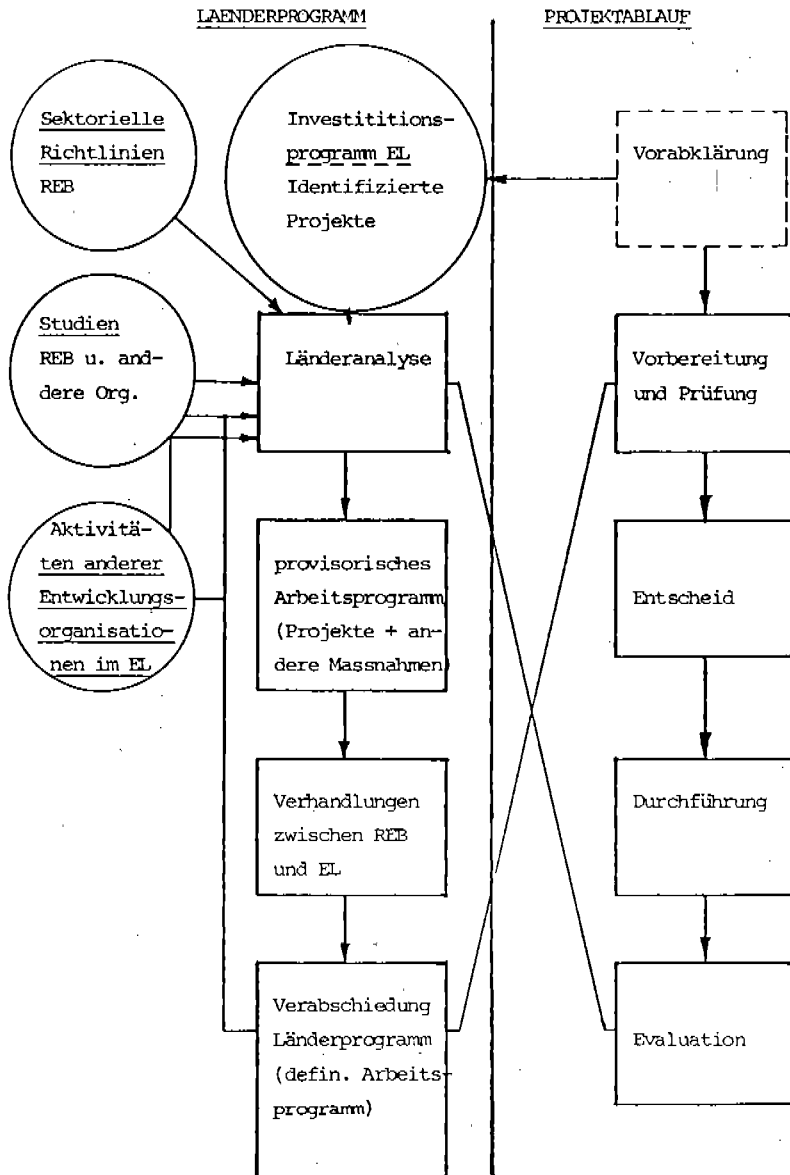 LAENDERPROGRAMM
PROJEKTABLAUF
Sektorielle
Richtlinien
REB
Investititions-
programm EL
Identifizierte
Projekte
Vorabklärung
Studien
REB u. an-
dere Org.
Länderanalyse
Vorbereitung
und Prüfung
Aktivitä-
ten anderer
Entwicklungs-
organisatio-
nen im EL
provisorisches
Arbeitsprogramm
(Projekte + an-
dere Massnahmen)
Entscheid
Verhandlungen
zwischen REB
und EL
Durchführung
Verabschiedung
Länderprogramm
(defin. Arbeits-
programm)
Evaluation